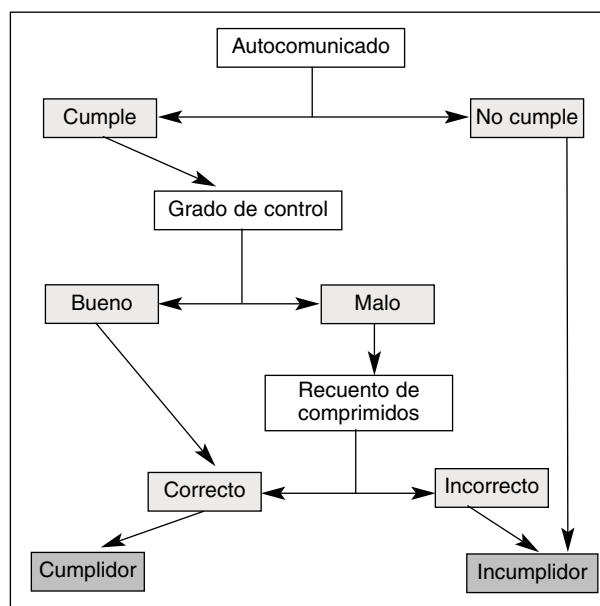 Autocomunicado
Cumple
No cumple
Grado de control
Bueno
Malo
Recuento de
comprimidos
Correcto
Incorrecto
Cumplidor
Incumplidor